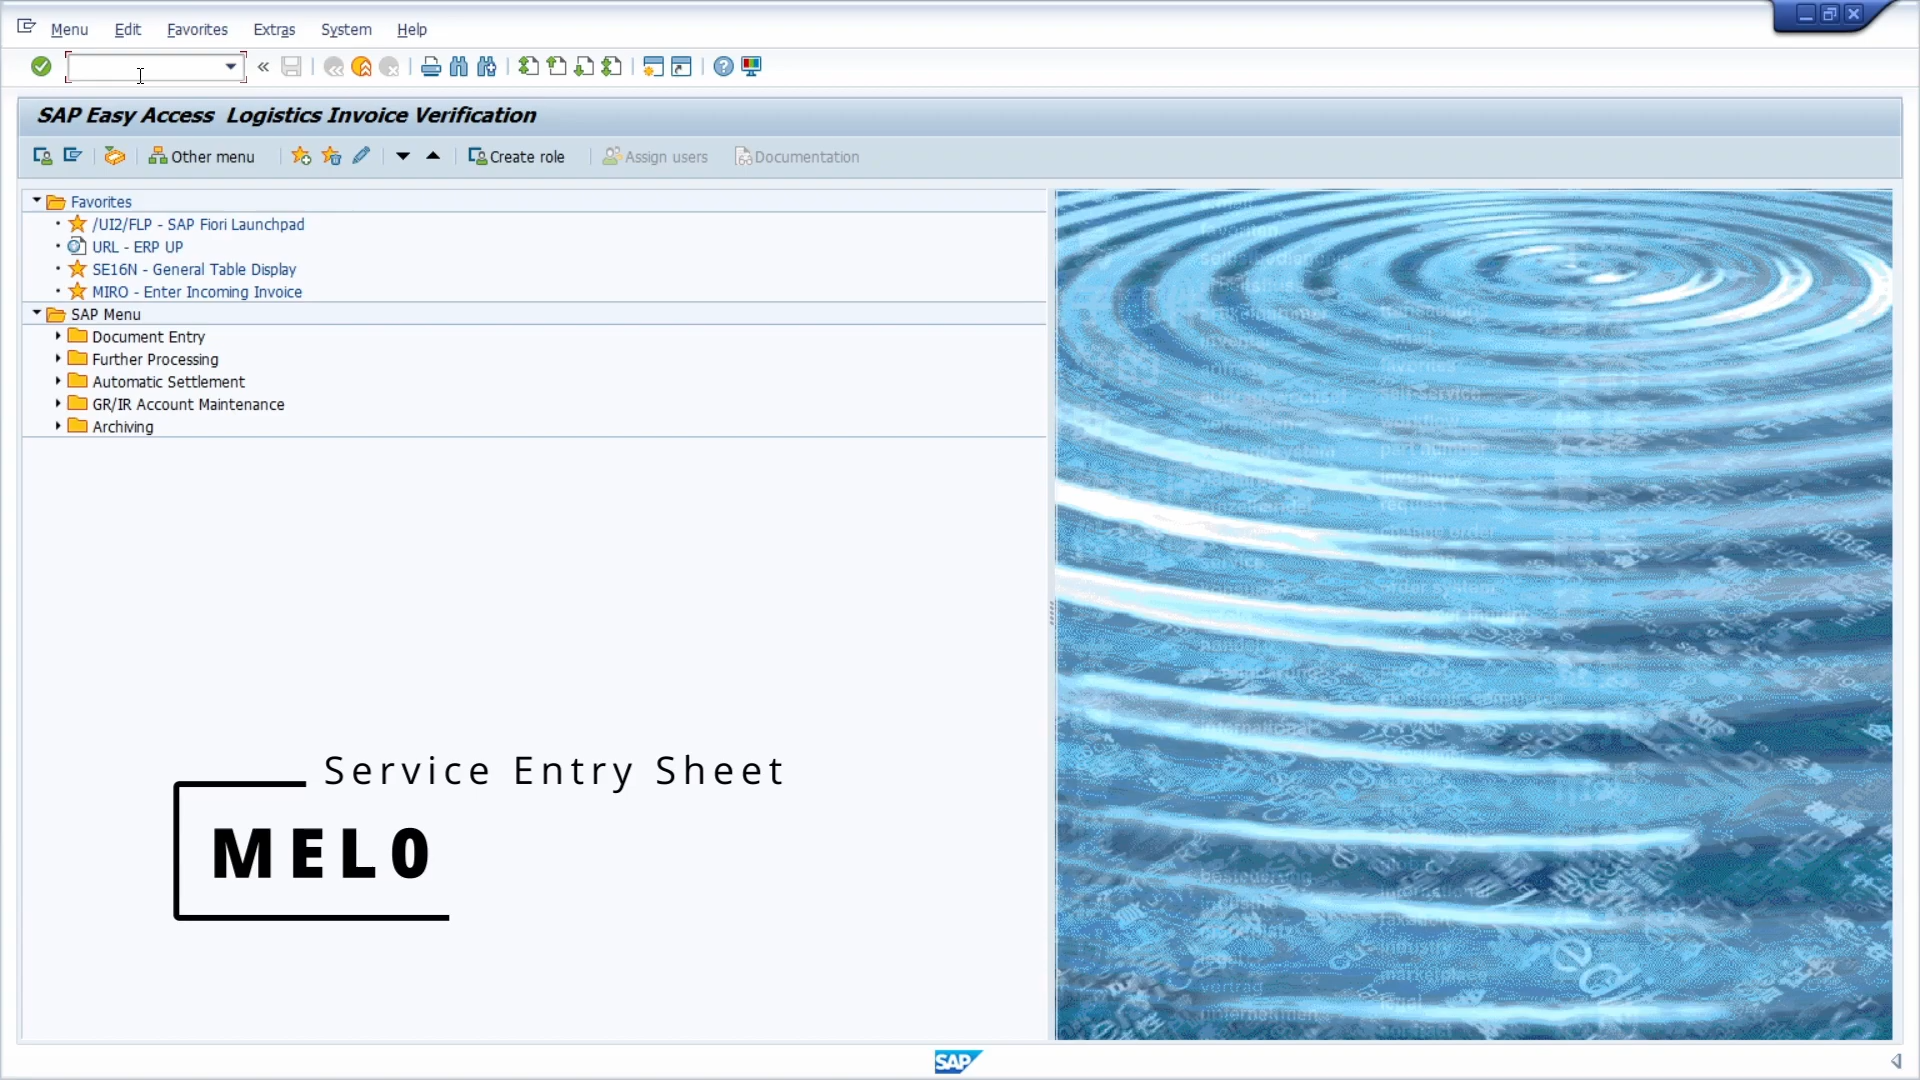 Menu Edit Favorites Extras System Help
SAP Easy Access Logistics Invoice Verification
Other menu Create role Assign users Documentation
Favorites
/UI2/FLP - SAP Fiori Launchpad
URL - ERP UP
SE16N - General Table Display
MIRO - Enter Incoming Invoice
SAP Menu
Document Entry
Further Processing
Automatic Settlement
GR/IR Account Maintenance
Archiving
Service Entry Sheet
MEL0
SAP